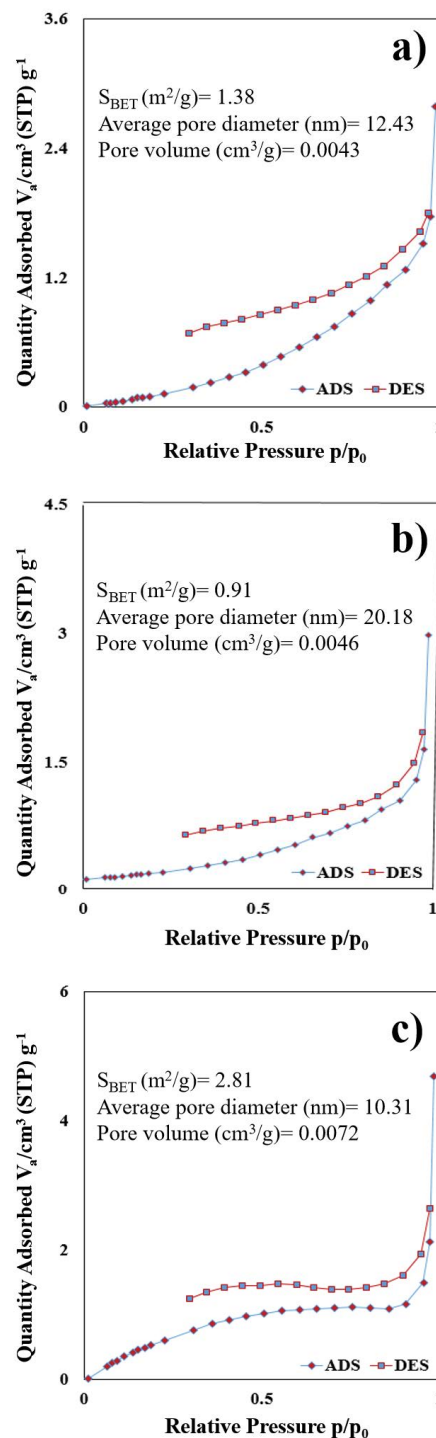 a)
3.6
2.4
1.2
0
0.5
1
S_BET (m²/g)= 1.38
Average pore diameter (nm)= 12.43
Pore volume (cm³/g)= 0.0043
Quantity Adsorbed Vₐ/cm³ (STP) g⁻¹
ADS DES
Relative Pressure p/p₀
b)
4.5
3
1.5
0
0
0.5
1
S_BET (m²/g)= 0.91
Average pore diameter (nm)= 20.18
Pore volume (cm³/g)= 0.0046
Quantity Adsorbed Vₐ/cm³ (STP) g⁻¹
ADS DES
Relative Pressure p/p₀
c)
6
4
2
0
0
0.5
1
S_BET (m²/g)= 2.81
Average pore diameter (nm)= 10.31
Pore volume (cm³/g)= 0.0072
Quantity Adsorbed Vₐ/cm³ (STP) g⁻¹
ADS DES
Relative Pressure p/p₀